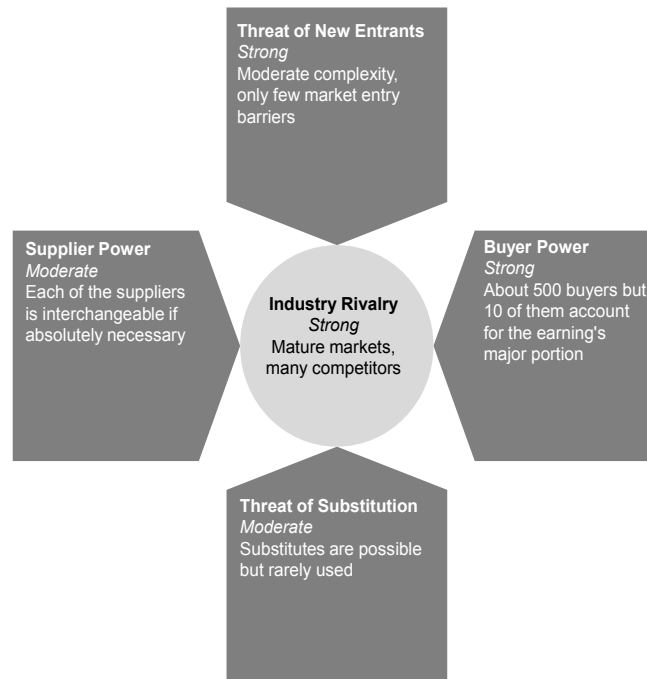 Threat of New Entrants
Strong
Moderate complexity,
only few market entry
barriers
Supplier Power
Moderate
Each of the suppliers
is interchangeable if
absolutely necessary
Industry Rivalry
Strong
Mature markets,
many competitors
Buyer Power
Strong
About 500 buyers but
10 of them account
for the earning's
major portion
Threat of Substitution
Moderate
Substitutes are possible
but rarely used